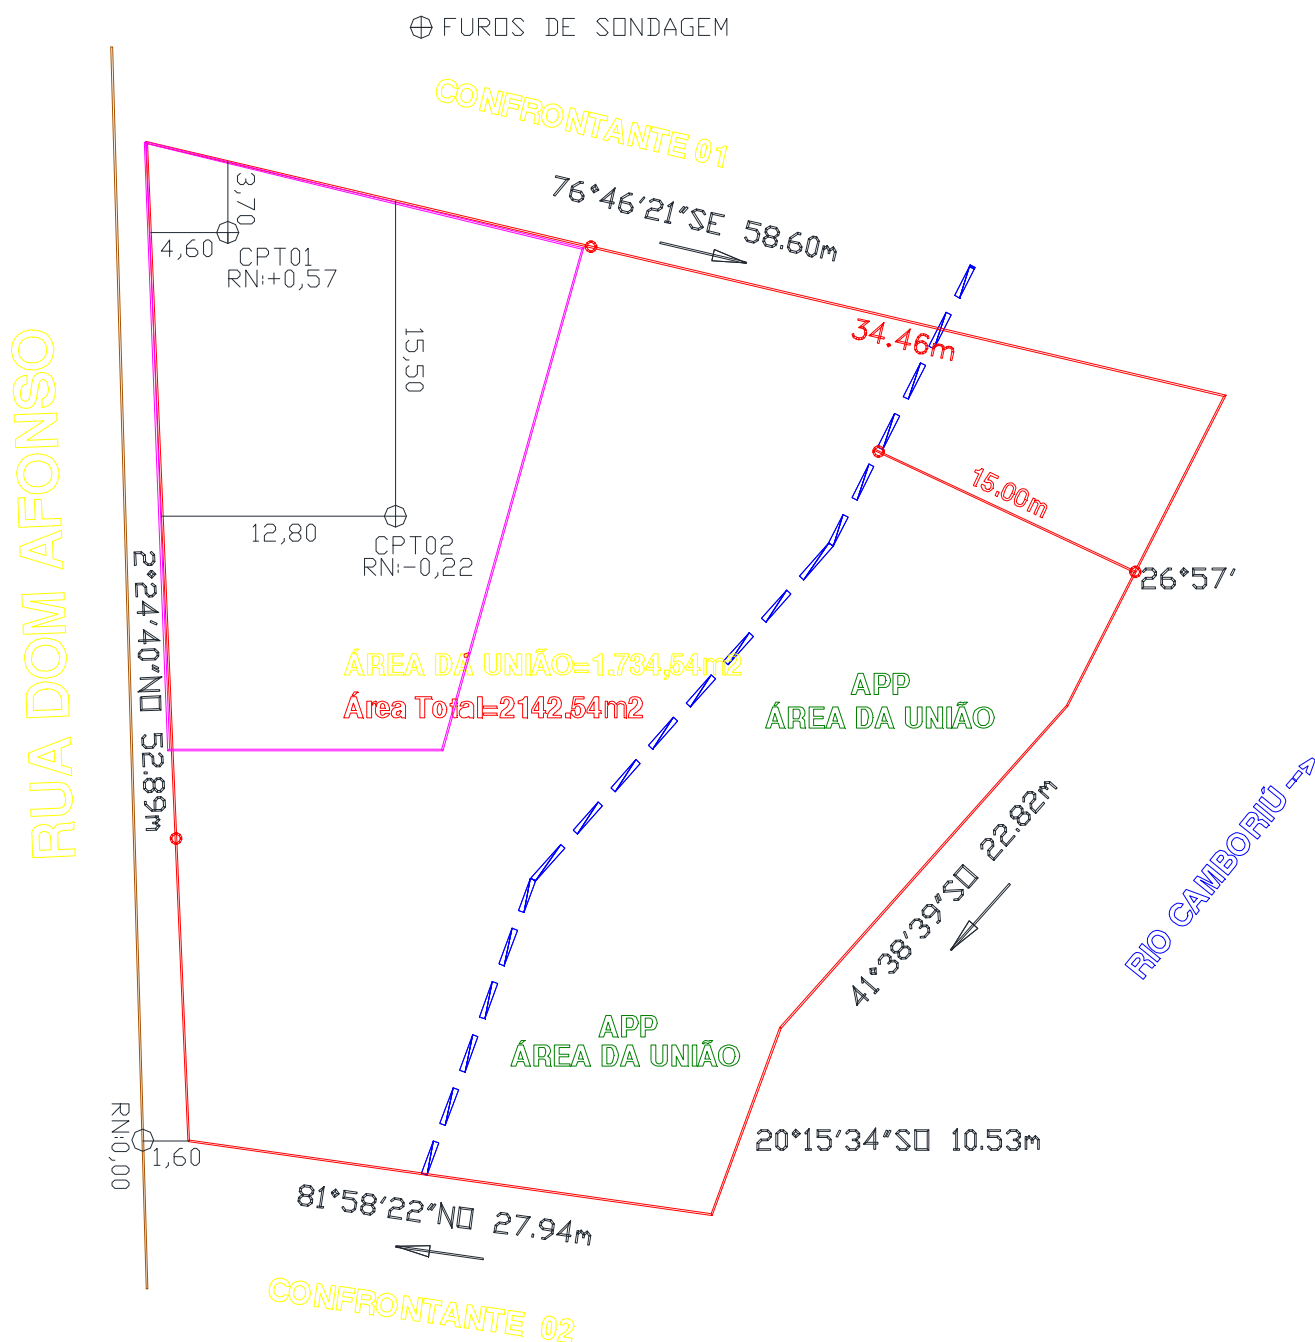 FUROS DE SONDAGEM
CONFRONTANTE 01
76°46'21"SE 58.60m
3,70
4,60
CPT01
RN:+0,57
34.46m
15,50
15.00m
12,80
CPT02
RN:-0,22
26°57'
RUA DOM AFONSO
2°24'40"NO 52.89m
ÁREA DA UNIÃO=1.734,54m2
Área Total=2142.54m2
APP
ÁREA DA UNIÃO
41°38'39"SO 22.82m
RIO CAMBORIÚ -->
APP
ÁREA DA UNIÃO
RN:0,00
1,60
20°15'34"SO 10.53m
81°58'22"NO 27.94m
CONFRONTANTE 02